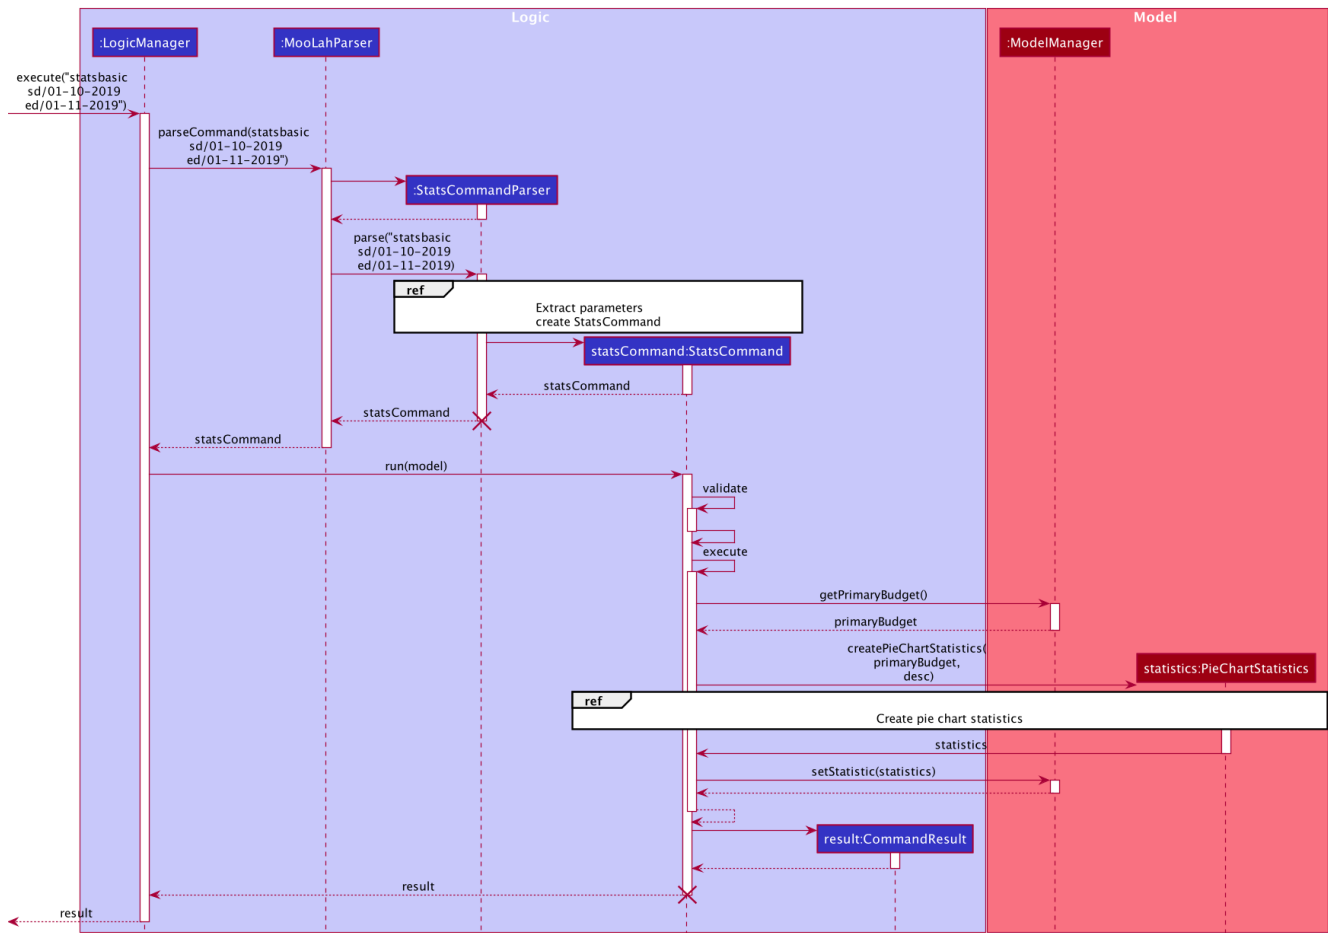 Logic
Model
:LogicManager
:MooLahParser
:ModelManager
execute("statsbasic
sd/01-10-2019
ed/01-11-2019")
parseCommand(statsbasic
sd/01-10-2019
ed/01-11-2019")
:StatsCommandParser
parse("statsbasic
sd/01-10-2019
ed/01-11-2019)
ref
Extract parameters
create StatsCommand
statsCommand:StatsCommand
statsCommand
statsCommand
statsCommand
run(model)
validate
execute
getPrimaryBudget()
primaryBudget
createPieChartStatistics(
primaryBudget,
desc)
statistics:PieChartStatistics
ref
Create pie chart statistics
statistics
setStatistic(statistics)
result:CommandResult
result
result